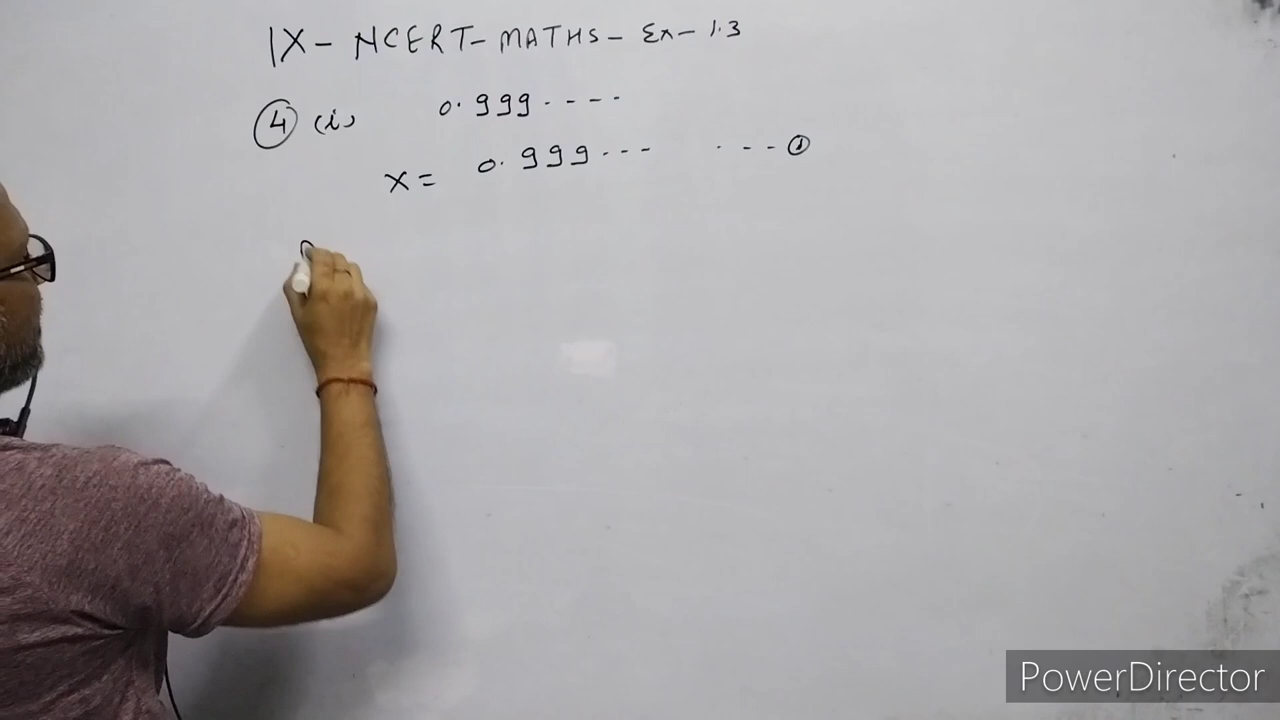 IX - NCERT - MATHS - Ex - 1.3
④ (i) 0.999....
x = 0.999... ...①
PowerDirector